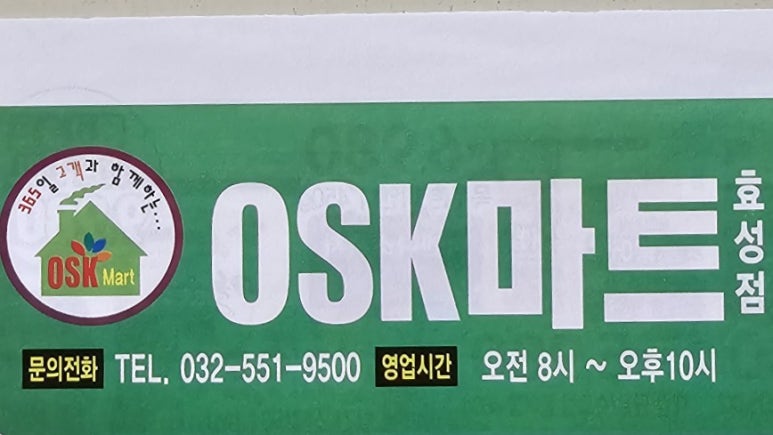 365일 고객과 함께하는...
OSK Mart
OSK마트
효성점
문의전화 TEL. 032-551-9500 영업시간 오전 8시 ~ 오후10시